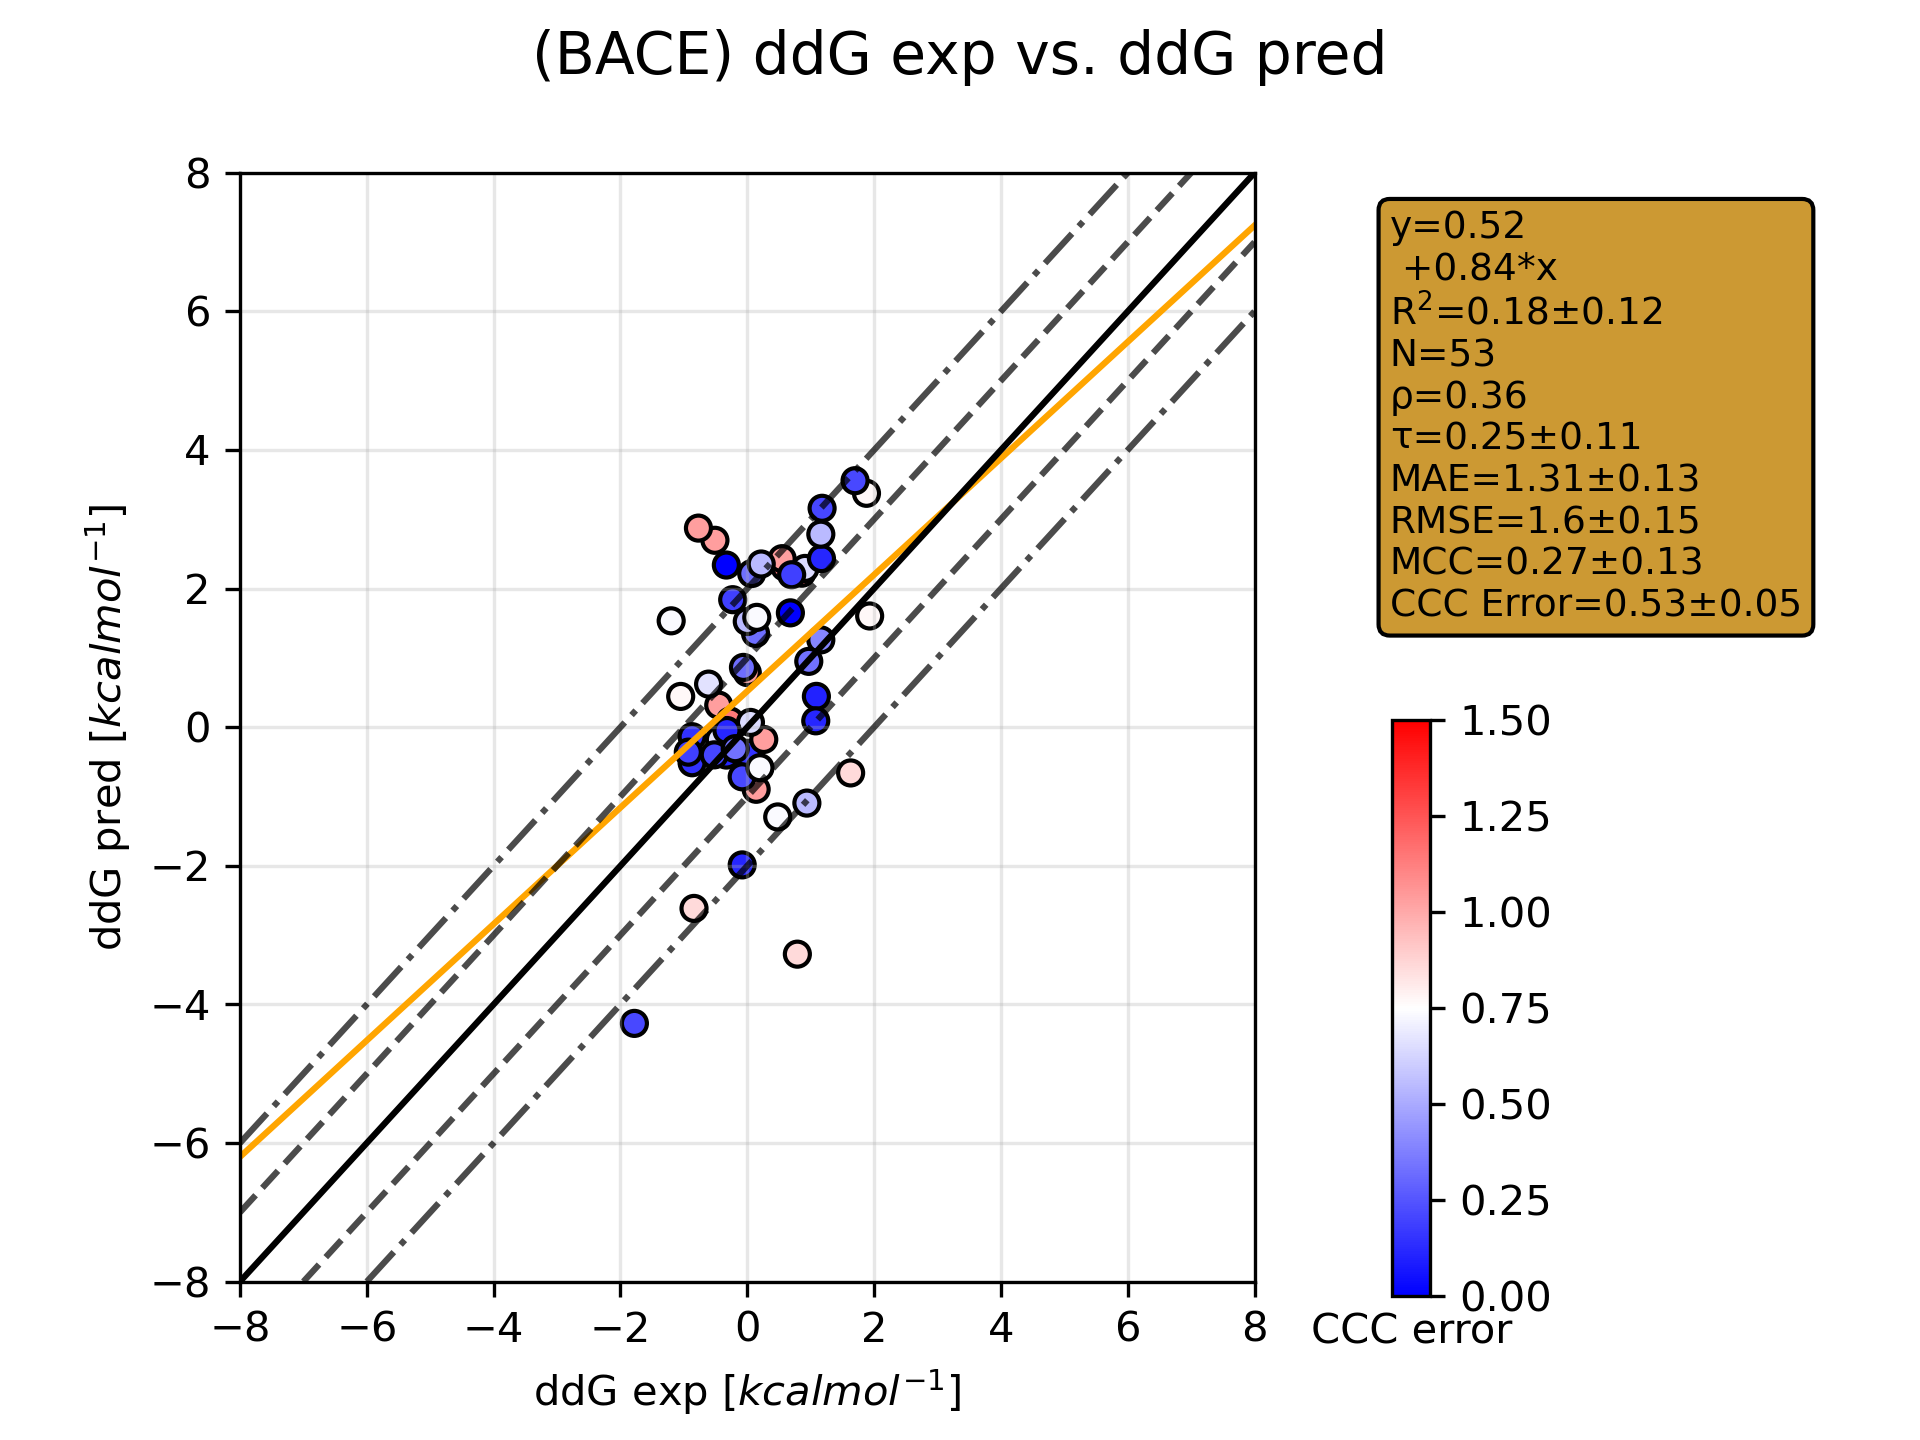 (BACE) ddG exp vs. ddG pred
8
6
4
2
0
−2
−4
−6
−8
ddG pred [kcalmol⁻¹]
−8 −6 −4 −2 0 2 4 6 8
ddG exp [kcalmol⁻¹]
y=0.52
+0.84*x
R²=0.18±0.12
N=53
ρ=0.36
τ=0.25±0.11
MAE=1.31±0.13
RMSE=1.6±0.15
MCC=0.27±0.13
CCC Error=0.53±0.05
1.50
1.25
1.00
0.75
0.50
0.25
0.00
CCC error